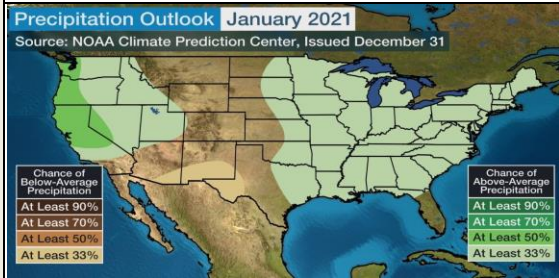 Precipitation Outlook January 2021
Source: NOAA Climate Prediction Center, Issued December 31
Chance of
Below-Average
Precipitation
At Least 90%
At Least 70%
At Least 50%
At Least 33%
Chance of
Above-Average
Precipitation
At Least 90%
At Least 70%
At Least 50%
At Least 33%